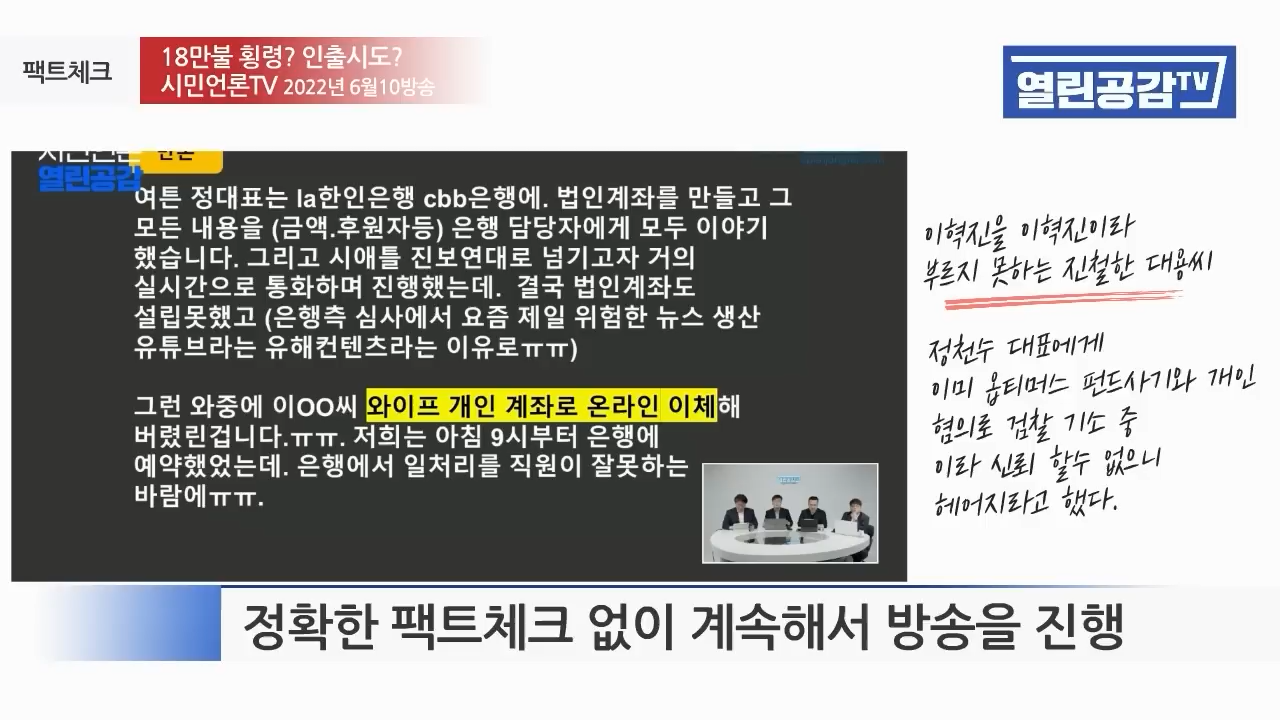 팩트체크
18만불 횡령? 인출시도?
시민언론TV 2022년 6월10방송
열린공감TV
시민언론
열린공감
반론
여튼 정대표는 la한인은행 cbb은행에. 법인계좌를 만들고 그
모든 내용을 (금액.후원자등) 은행 담당자에게 모두 이야기
했습니다. 그리고 시애틀 진보연대로 넘기고자 거의
실시간으로 통화하며 진행했는데.  결국 법인계좌도
설립못했고 (은행측 심사에서 요즘 제일 위험한 뉴스 생산
유튜브라는 유해컨텐츠라는 이유로ㅠㅠ)
그런 와중에 이OO씨 와이프 개인 계좌로 온라인 이체해
버렸린겁니다.ㅠㅠ. 저희는 아침 9시부터 은행에
예약했었는데. 은행에서 일처리를 직원이 잘못하는
바람에ㅠㅠ.
이혁진을 이혁진이라
부르지 못하는 진철한 대용씨
정천수 대표에게
이미 옵티머스 펀드사기와 개인
혐의로 검찰 기소 중
이라 신뢰 할수 없으니
헤어지라고 했다.
정확한 팩트체크 없이 계속해서 방송을 진행